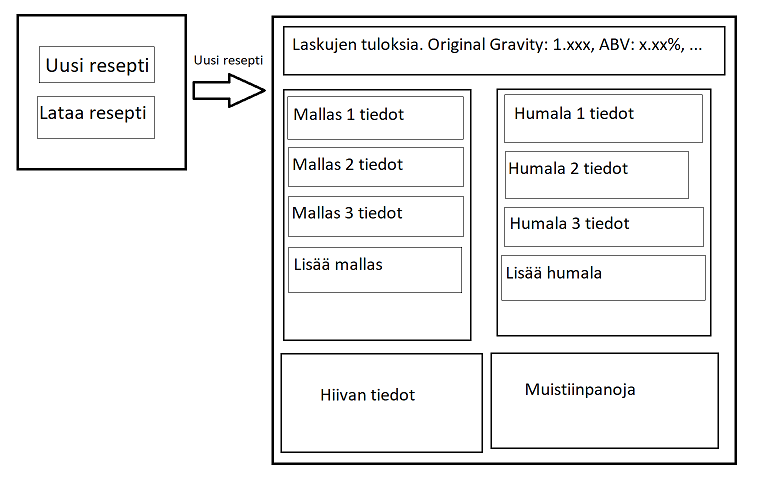 Uusi resepti
Lataa resepti
Uusi resepti
Laskujen tuloksia. Original Gravity: 1.xxx, ABV: x.xx%, ...
Mallas 1 tiedot
Mallas 2 tiedot
Mallas 3 tiedot
Lisää mallas
Humala 1 tiedot
Humala 2 tiedot
Humala 3 tiedot
Lisää humala
Hiivan tiedot
Muistiinpanoja